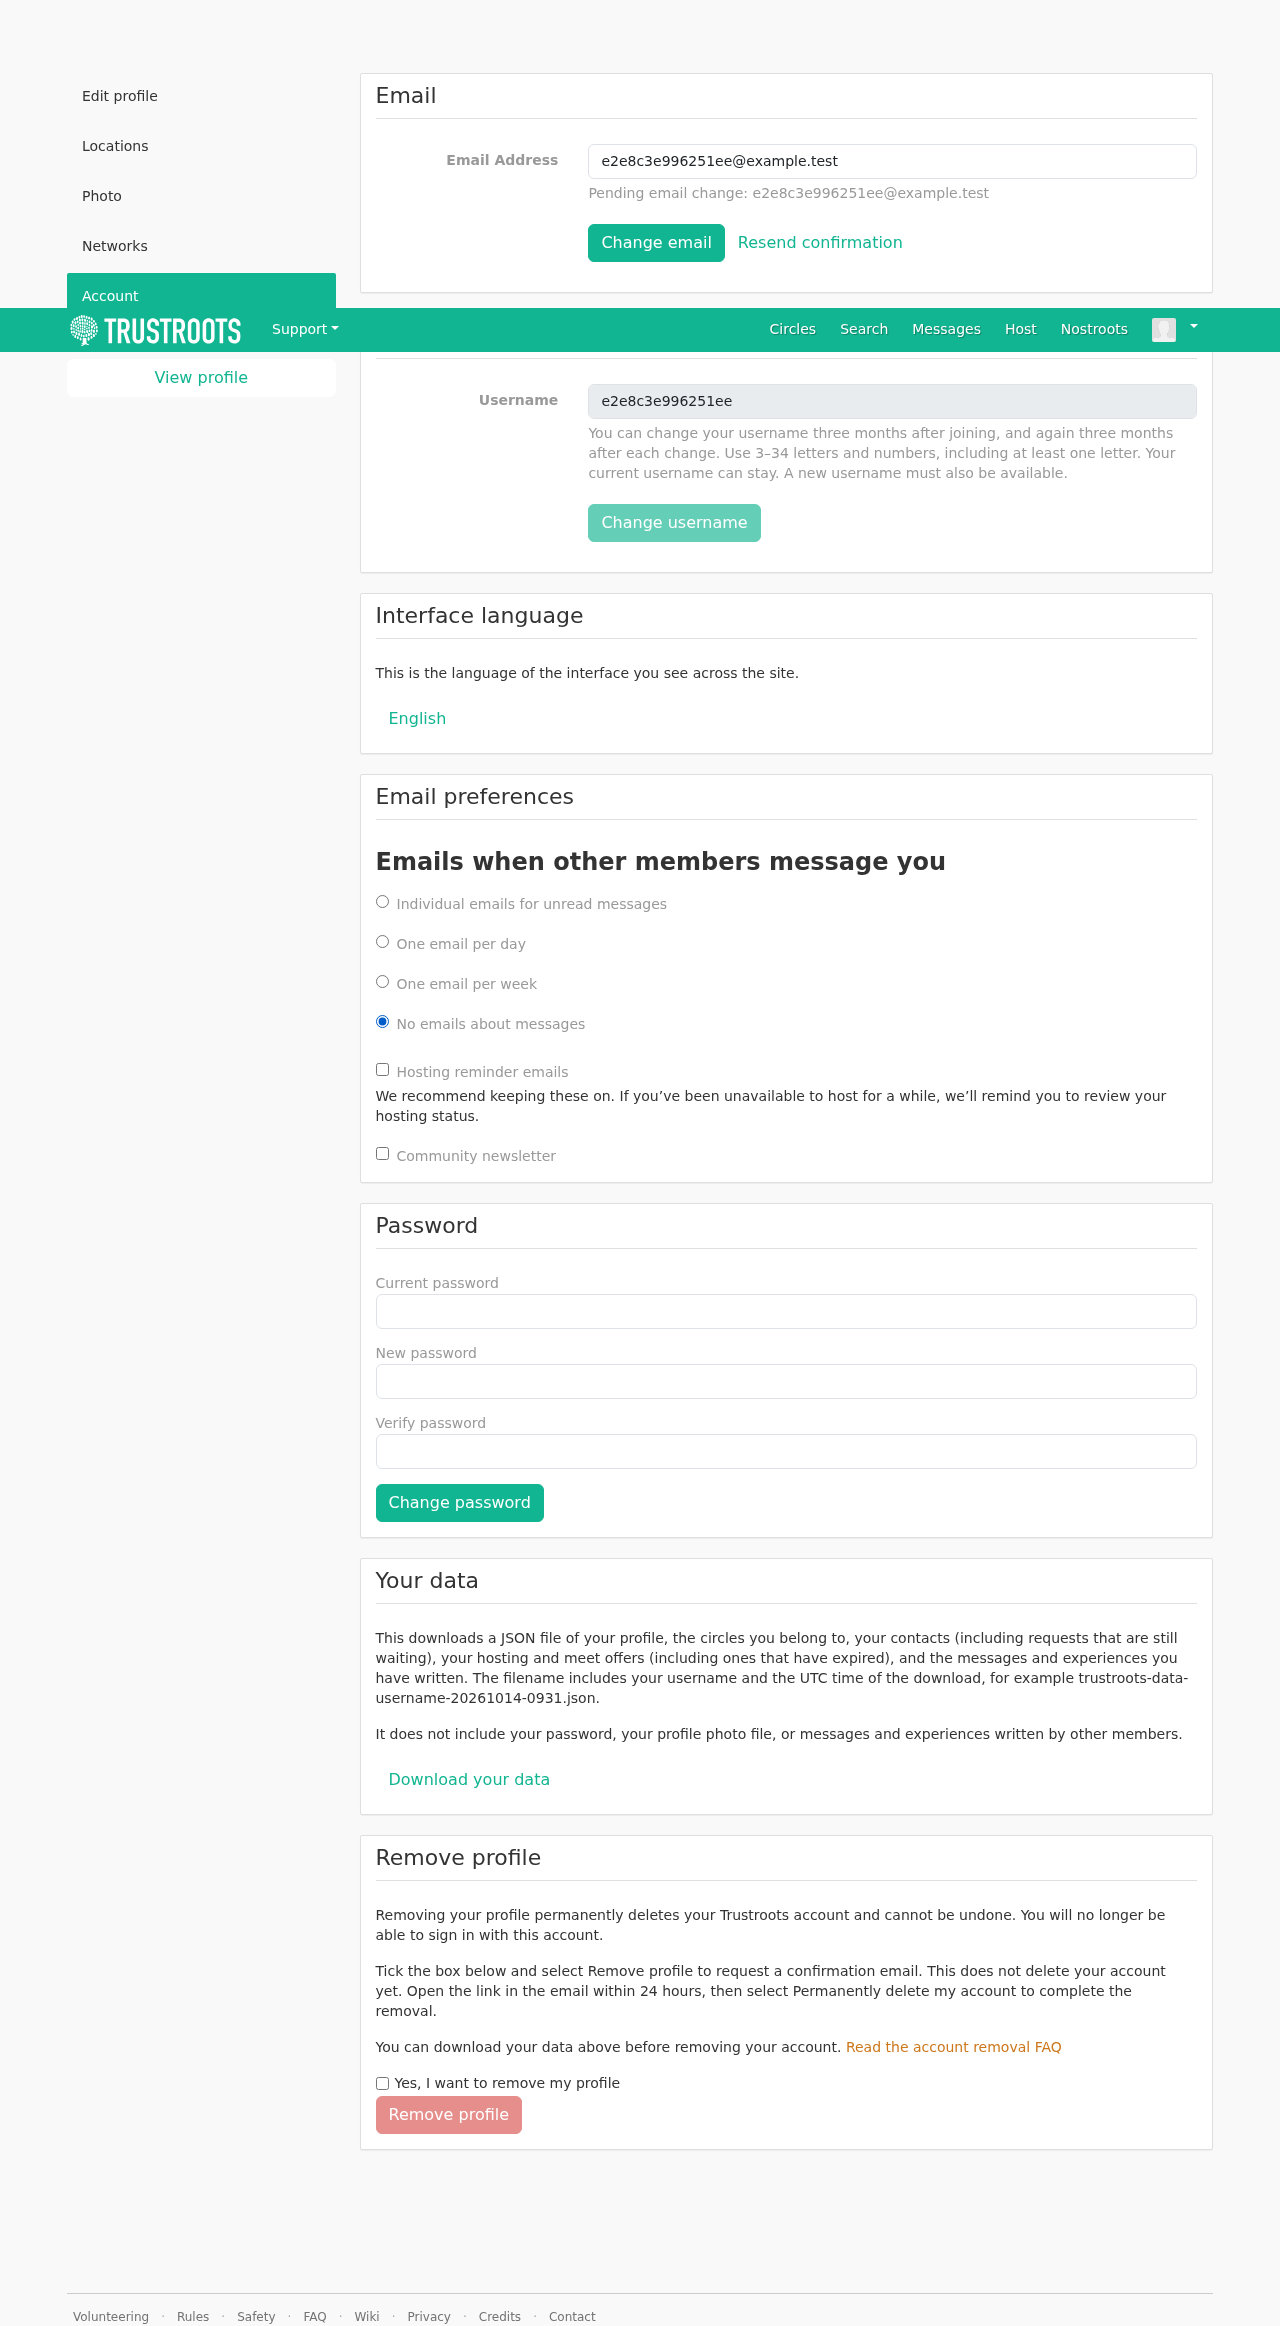 Edit profile
Locations
Photo
Networks
Account
View profile
TRUSTROOTS
Support
Circles
Search
Messages
Host
Nostroots
Email
Email Address
e2e8c3e996251ee@example.test
Pending email change: e2e8c3e996251ee@example.test
Change email
Resend confirmation
Username
e2e8c3e996251ee
You can change your username three months after joining, and again three months
after each change. Use 3–34 letters and numbers, including at least one letter. Your
current username can stay. A new username must also be available.
Change username
Interface language
This is the language of the interface you see across the site.
English
Email preferences
Emails when other members message you
Individual emails for unread messages
One email per day
One email per week
No emails about messages
Hosting reminder emails
We recommend keeping these on. If you’ve been unavailable to host for a while, we’ll remind you to review your
hosting status.
Community newsletter
Password
Current password
New password
Verify password
Change password
Your data
This downloads a JSON file of your profile, the circles you belong to, your contacts (including requests that are still
waiting), your hosting and meet offers (including ones that have expired), and the messages and experiences you
have written. The filename includes your username and the UTC time of the download, for example trustroots-data-
username-20261014-0931.json.
It does not include your password, your profile photo file, or messages and experiences written by other members.
Download your data
Remove profile
Removing your profile permanently deletes your Trustroots account and cannot be undone. You will no longer be
able to sign in with this account.
Tick the box below and select Remove profile to request a confirmation email. This does not delete your account
yet. Open the link in the email within 24 hours, then select Permanently delete my account to complete the
removal.
You can download your data above before removing your account. Read the account removal FAQ
Yes, I want to remove my profile
Remove profile
Volunteering · Rules · Safety · FAQ · Wiki · Privacy · Credits · Contact